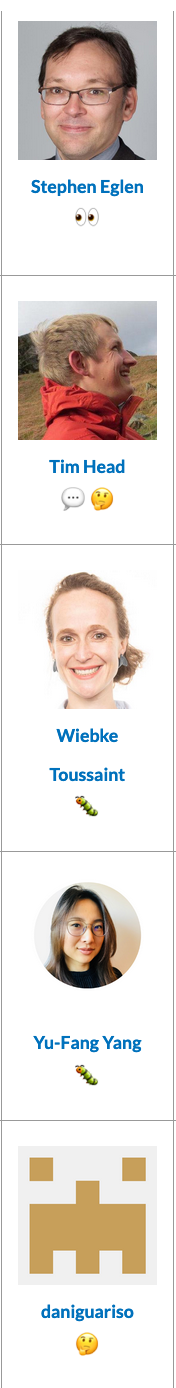 Stephen Eglen
👀
Tim Head
💬 🤔
Wiebke
Toussaint
🐛
Yu-Fang Yang
🐛
daniguariso
🤔